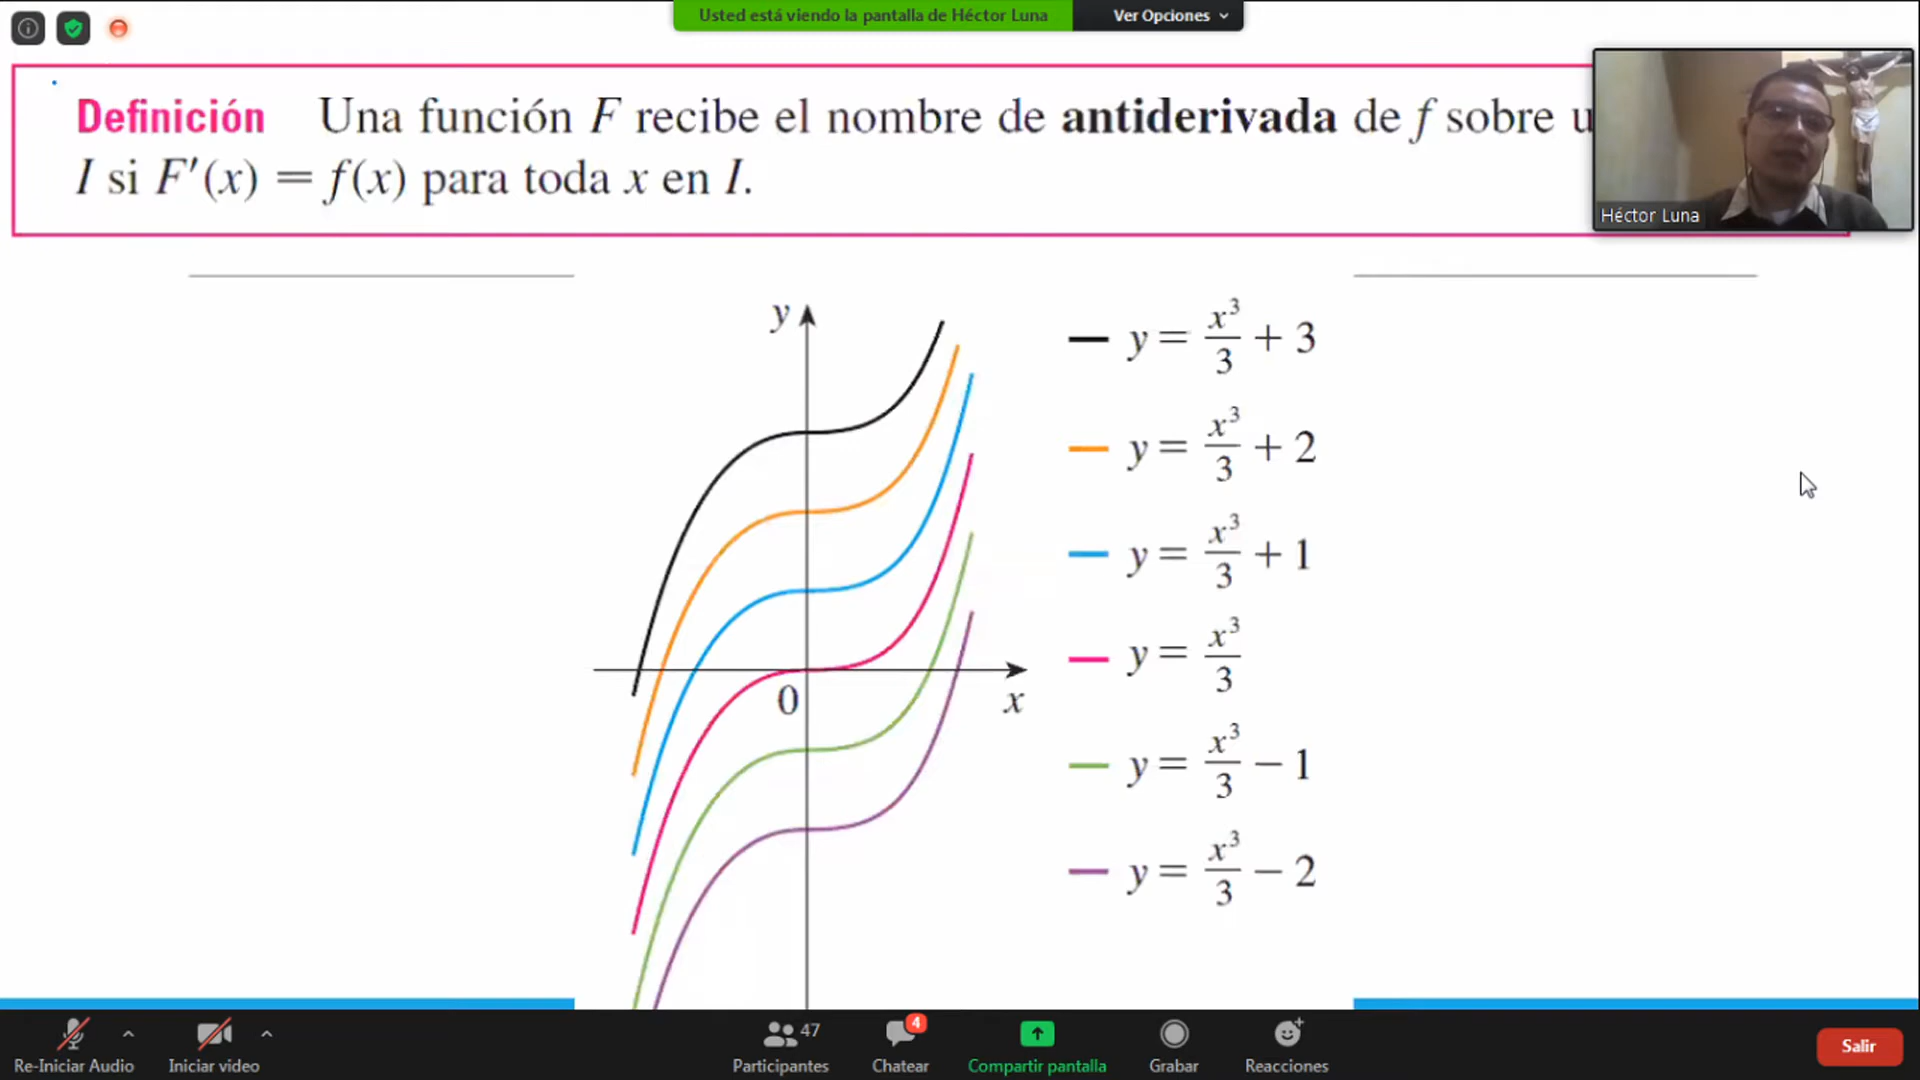 Usted está viendo la pantalla de Héctor Luna
Ver Opciones
Definición Una función F recibe el nombre de antiderivada de f sobre u
I si F'(x) = f(x) para toda x en I.
Héctor Luna
y
0
x
y = x³/3 + 3
y = x³/3 + 2
y = x³/3 + 1
y = x³/3
y = x³/3 − 1
y = x³/3 − 2
Re-Iniciar Audio
Iniciar video
47
Participantes
4
Chatear
Compartir pantalla
Grabar
Reacciones
Salir